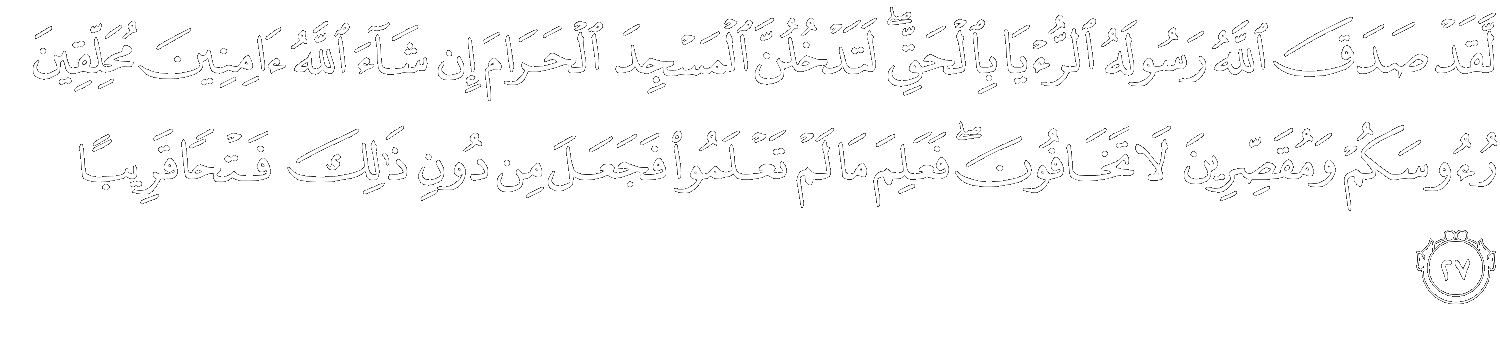 لَّقَدْ صَدَقَ ٱللَّهُ رَسُولَهُ ٱلرُّءْيَا بِٱلْحَقِّ ۖ لَتَدْخُلُنَّ ٱلْمَسْجِدَ ٱلْحَرَامَ إِن شَآءَ ٱللَّهُ ءَامِنِينَ مُحَلِّقِينَ
رُءُوسَكُمْ وَمُقَصِّرِينَ لَا تَخَافُونَ ۖ فَعَلِمَ مَا لَمْ تَعْلَمُوا۟ فَجَعَلَ مِن دُونِ ذَٰلِكَ فَتْحًا قَرِيبًا
٢٧